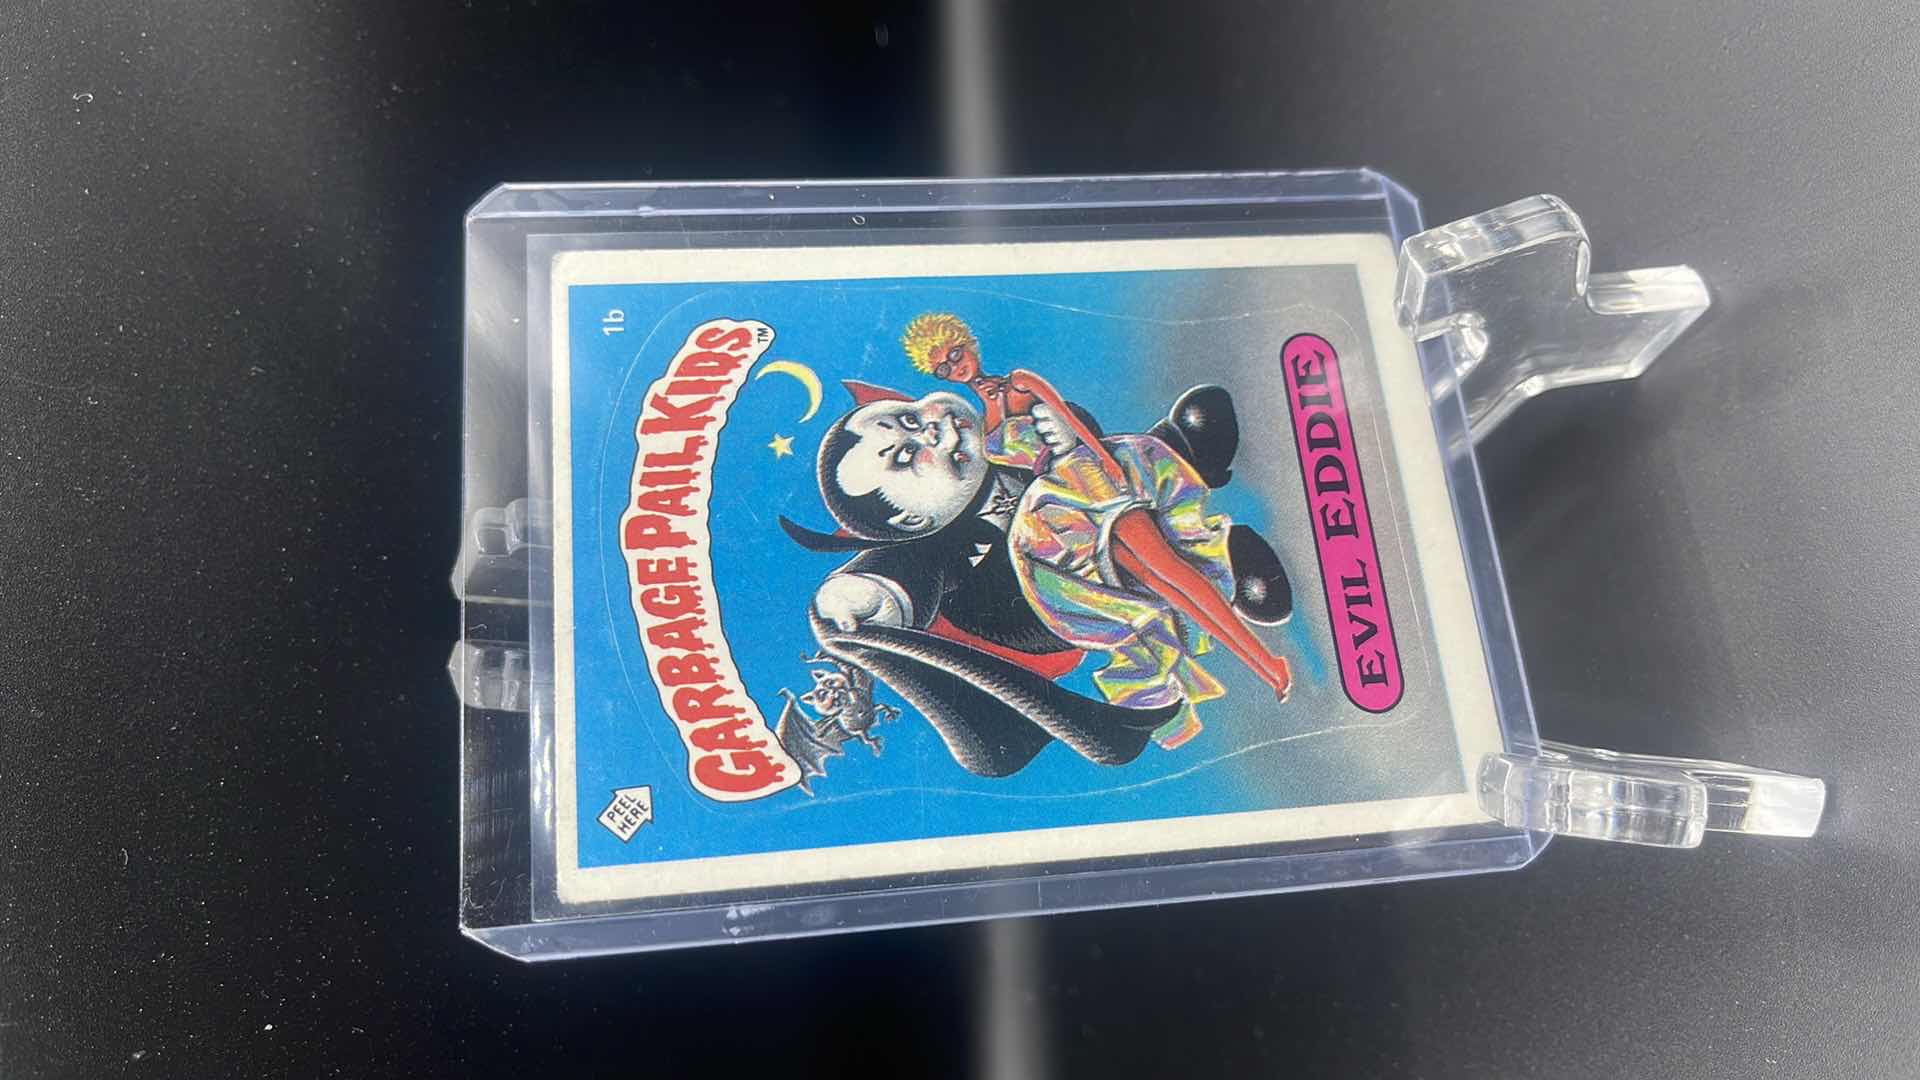 1b
GARBAGE PAIL KIDS
TM
PEEL
HERE
EVIL EDDIE